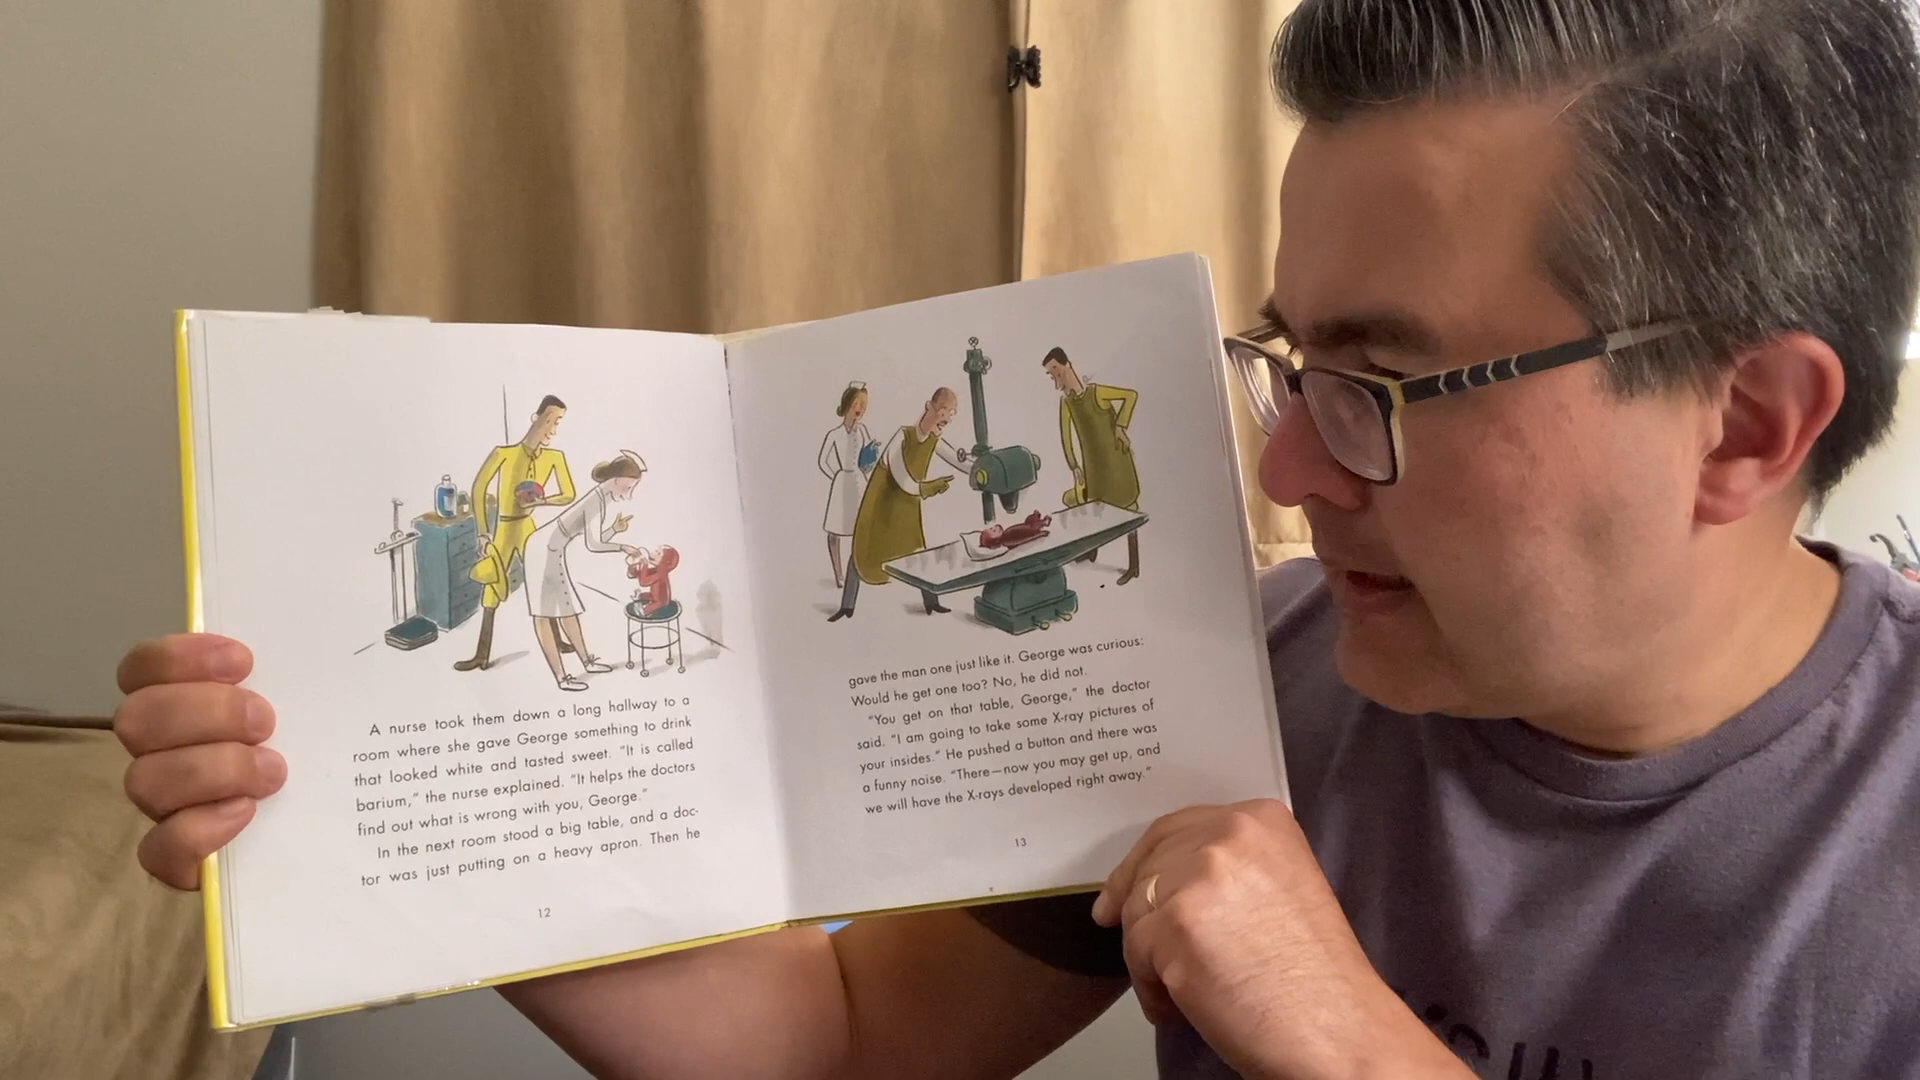 A nurse took them down a long hallway to a
room where she gave George something to drink
that looked white and tasted sweet. “It is called
barium,” the nurse explained. “It helps the doctors
find out what is wrong with you, George.”
In the next room stood a big table, and a doc-
tor was just putting on a heavy apron. Then he
12
gave the man one just like it. George was curious:
Would he get one too? No, he did not.
“You get on that table, George,” the doctor
said. “I am going to take some X-ray pictures of
your insides.” He pushed a button and there was
a funny noise. “There—now you may get up, and
we will have the X-rays developed right away.”
13